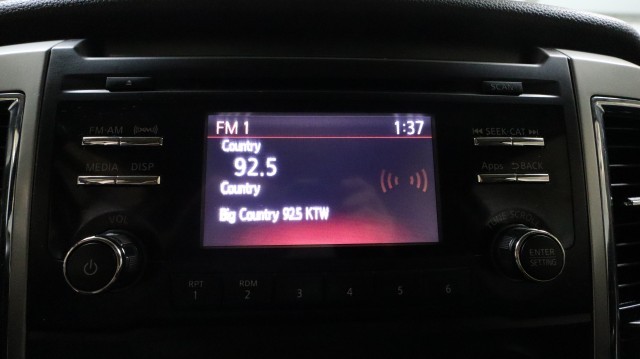 SCAN
FM·AM
MEDIA DISP
FM 1 1:37
Country
92.5
Country
Big Country 92.5 KTW
SEEK·CAT
Apps BACK
VOL
ENTER
SETTING
RPT RDM
1 2 3 4 5 6